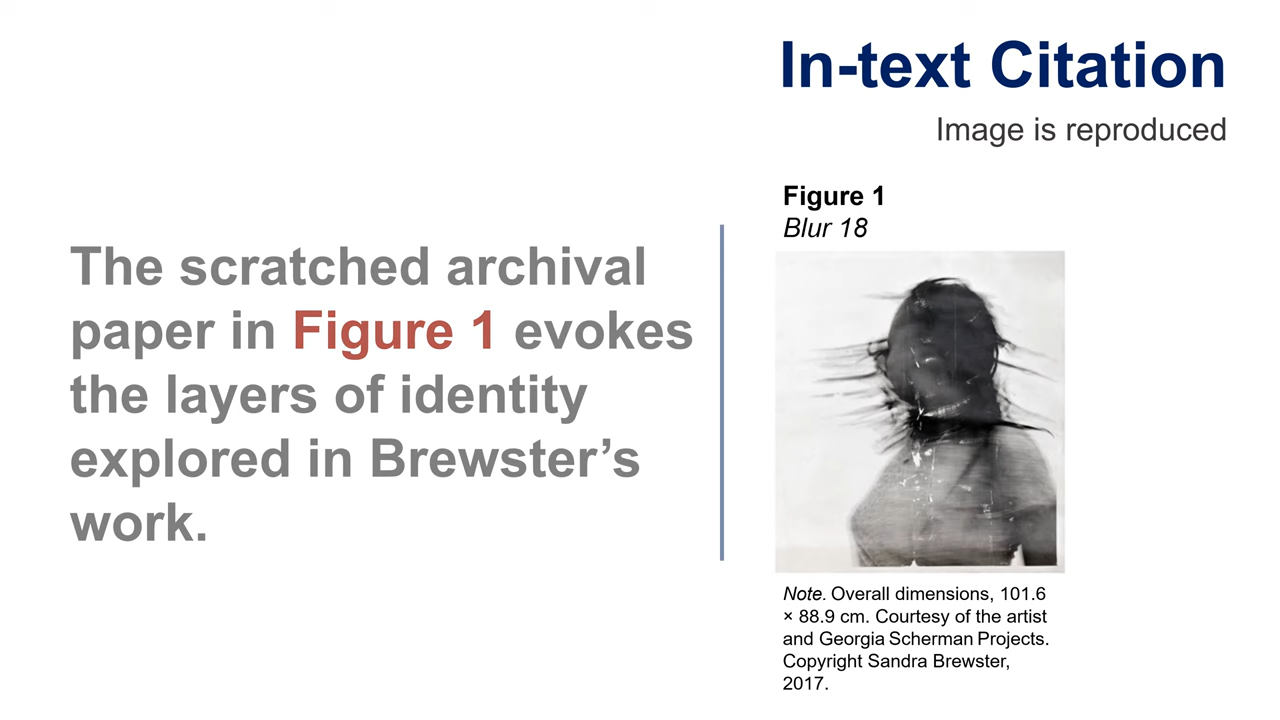 In-text Citation
Image is reproduced
The scratched archival
paper in Figure 1 evokes
the layers of identity
explored in Brewster’s
work.
Figure 1
Blur 18
Note. Overall dimensions, 101.6
× 88.9 cm. Courtesy of the artist
and Georgia Scherman Projects.
Copyright Sandra Brewster,
2017.